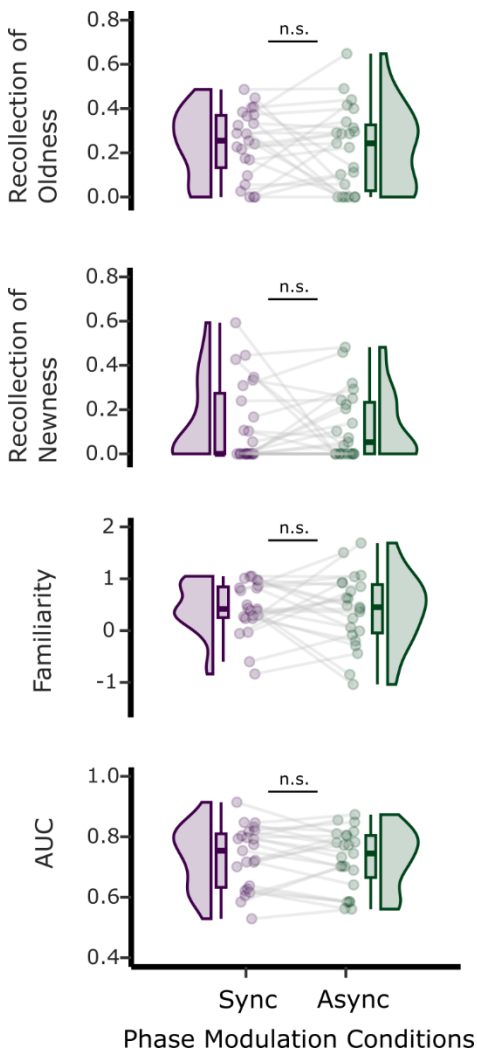 Recollection of
Oldness
0.8
0.6
0.4
0.2
0.0
n.s.
Recollection of
Newness
0.8
0.6
0.4
0.2
0.0
n.s.
Familiarity
2
1
0
-1
n.s.
AUC
1.0
0.8
0.6
0.4
n.s.
Sync Async
Phase Modulation Conditions